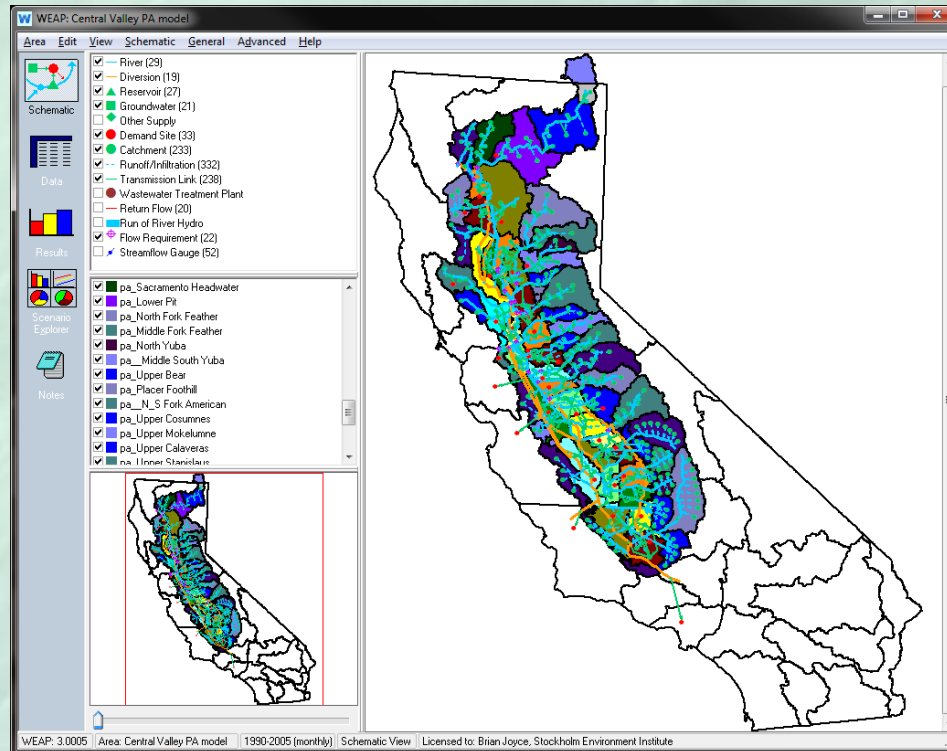 W WEAP: Central Valley PA model
Area Edit View Schematic General Advanced Help
Schematic
Data
Results
Scenario
Explorer
Notes
River (29)
Diversion (19)
Reservoir (27)
Groundwater (21)
Other Supply
Demand Site (33)
Catchment (233)
Runoff/Infiltration (332)
Transmission Link (238)
Wastewater Treatment Plant
Return Flow (20)
Run of River Hydro
Flow Requirement (22)
Streamflow Gauge (52)
pa_Sacramento Headwater
pa_Lower Pit
pa_North Fork Feather
pa_Middle Fork Feather
pa_North Yuba
pa__Middle South Yuba
pa_Upper Bear
pa_Placer Foothill
pa__N_S Fork American
pa_Upper Cosumnes
pa_Upper Mokelumne
pa_Upper Calaveras
pa_Upper Stanislaus
WEAP: 3.0005 Area: Central Valley PA model 1990-2005 (monthly) Schematic View Licensed to: Brian Joyce, Stockholm Environment Institute